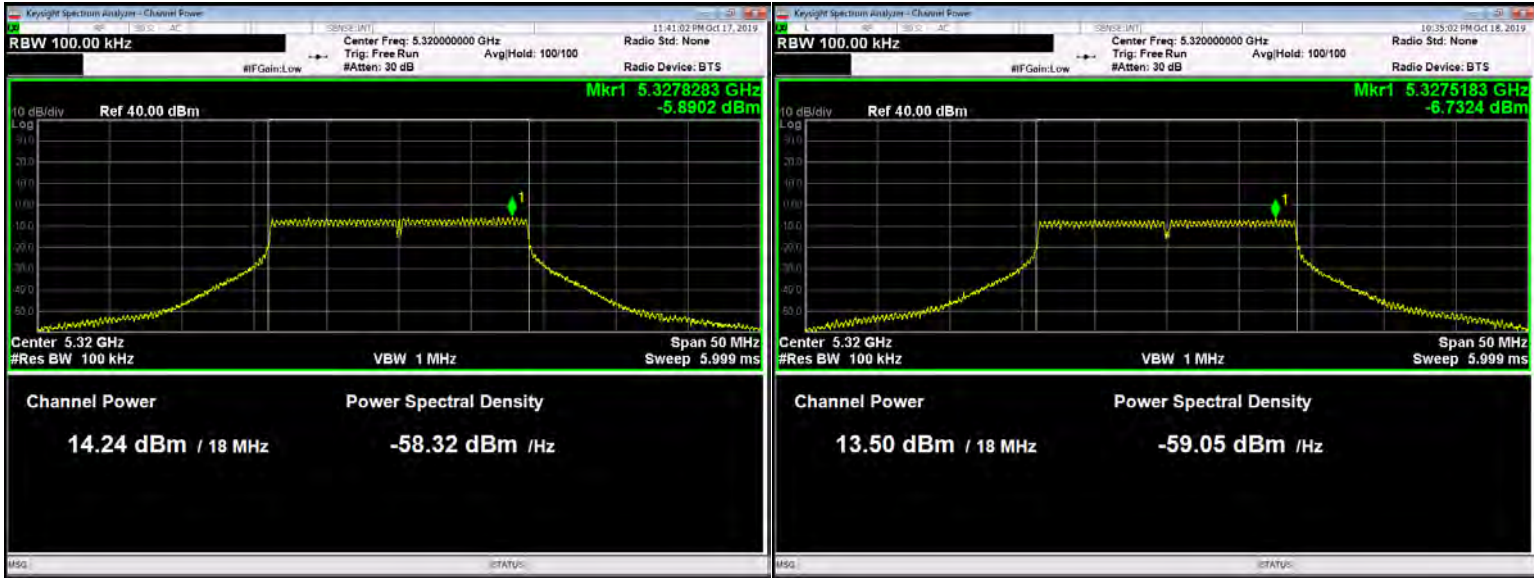 Keysight Spectrum Analyzer - Channel Power
SENSE:INT 11:41:02 PM Oct 17, 2019
RBW 100.00 kHz
Center Freq: 5.320000000 GHz
Radio Std: None
Trig: Free Run
Avg|Hold: 100/100
#IFGain:Low
#Atten: 30 dB
Radio Device: BTS
Mkr1 5.3278283 GHz
-5.8902 dBm
10 dB/div
Ref 40.00 dBm
Log
1
Center 5.32 GHz
Span 50 MHz
#Res BW 100 kHz
VBW 1 MHz
Sweep 5.999 ms
Channel Power
Power Spectral Density
14.24 dBm / 18 MHz
-58.32 dBm /Hz
MSG
STATUS
Keysight Spectrum Analyzer - Channel Power
SENSE:INT 10:35:02 PM Oct 18, 2019
RBW 100.00 kHz
Center Freq: 5.320000000 GHz
Radio Std: None
Trig: Free Run
Avg|Hold: 100/100
#IFGain:Low
#Atten: 30 dB
Radio Device: BTS
Mkr1 5.3275183 GHz
-6.7324 dBm
10 dB/div
Ref 40.00 dBm
Log
1
Center 5.32 GHz
Span 50 MHz
#Res BW 100 kHz
VBW 1 MHz
Sweep 5.999 ms
Channel Power
Power Spectral Density
13.50 dBm / 18 MHz
-59.05 dBm /Hz
MSG
STATUS